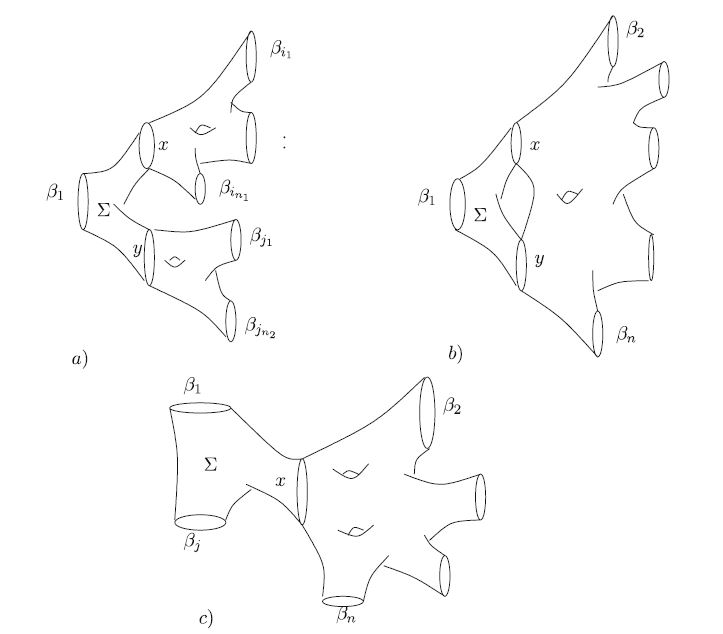 β_{i_1}
x
:
β_1
Σ
β_{i_{n_1}}
y
β_{j_1}
β_{j_{n_2}}
a)
β_2
x
β_1
Σ
y
β_n
b)
β_1
β_2
Σ
x
β_j
β_n
c)